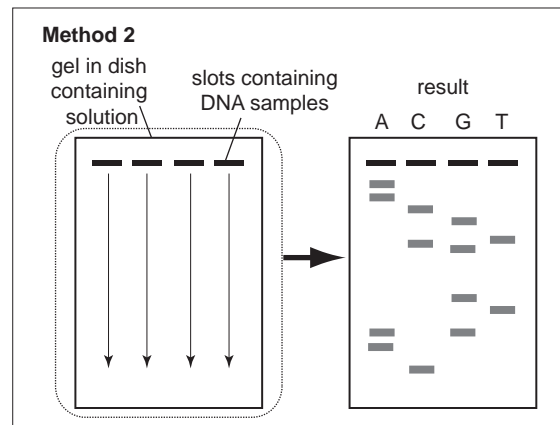 Method 2
gel in dish
containing
solution
slots containing
DNA samples
result
A C G T